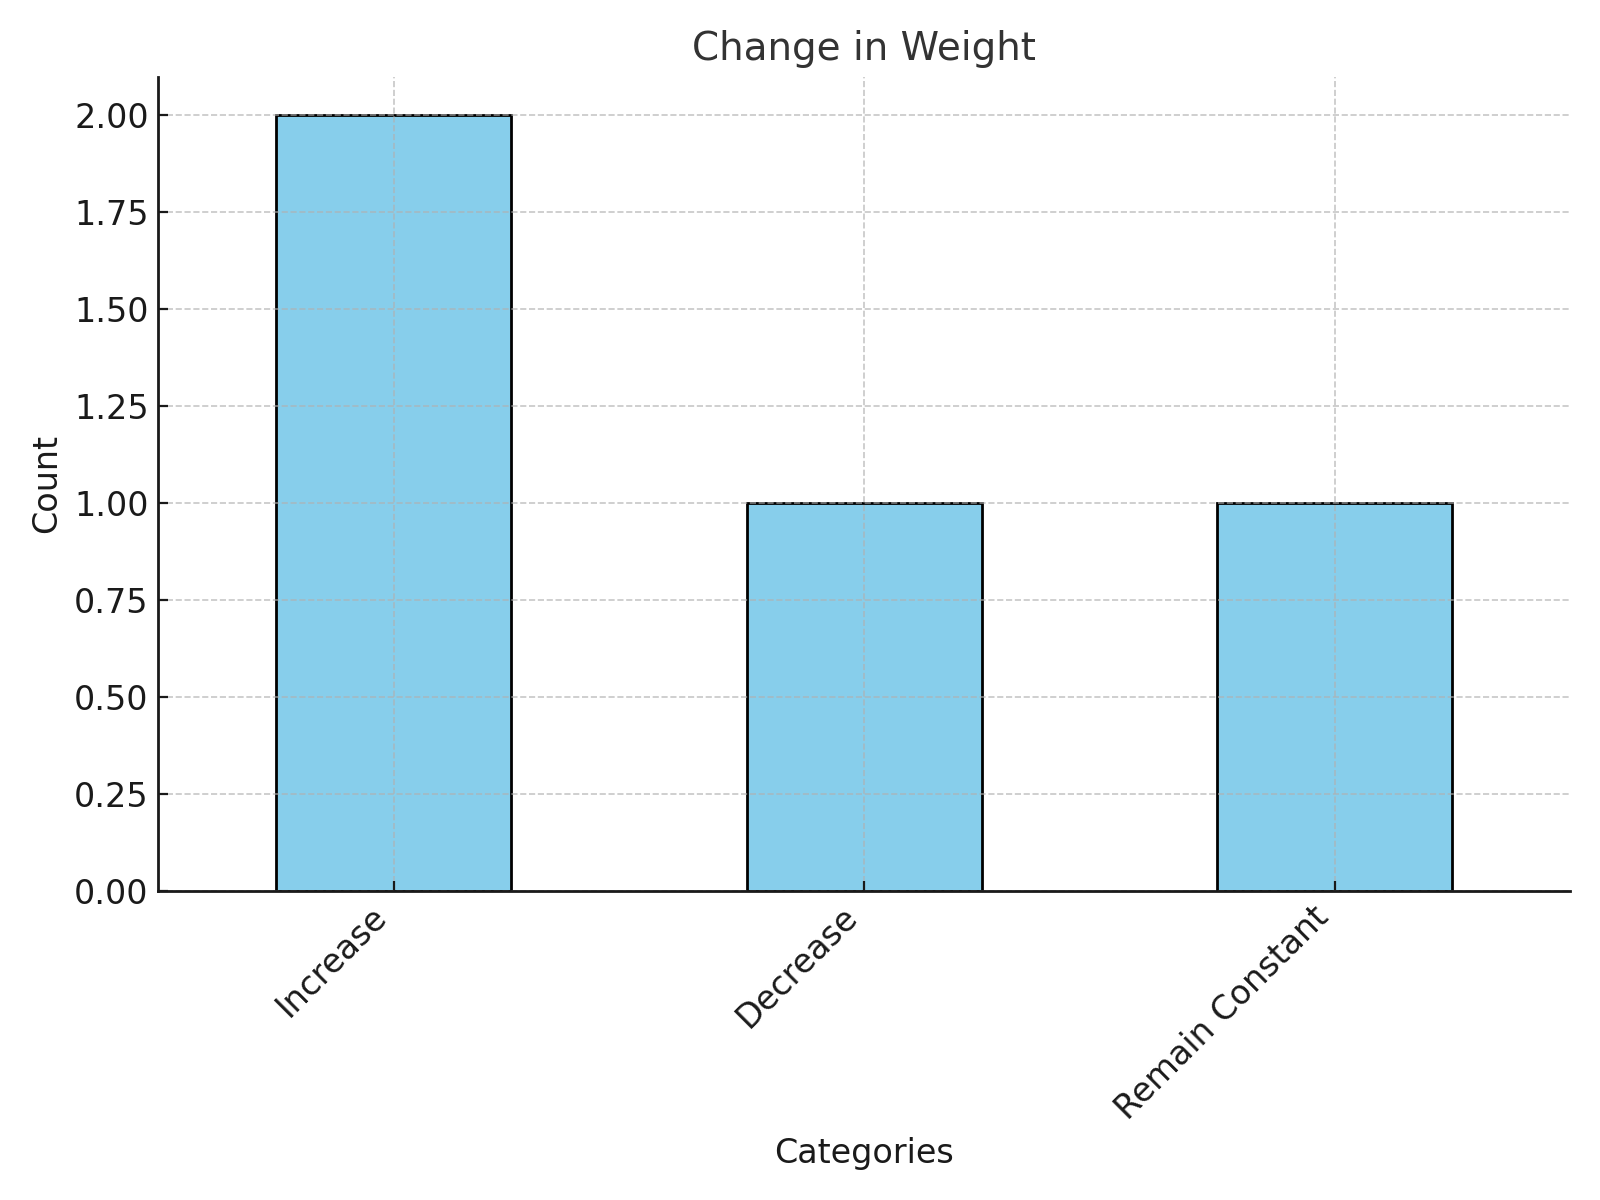 Change in Weight
2.00
1.75
1.50
1.25
1.00
0.75
0.50
0.25
0.00
Count
Increase
Decrease
Remain Constant
Categories